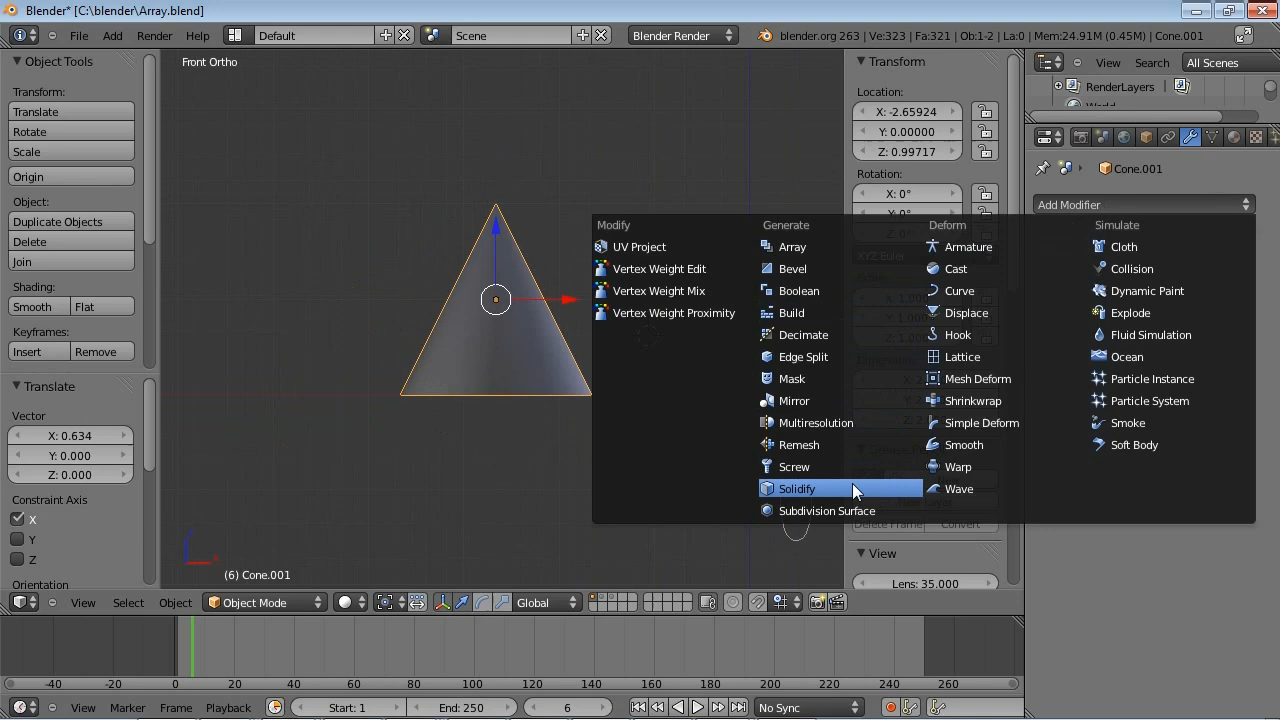 Blender* [C:\blender\Array.blend]
File Add Render Help Default Scene Blender Render blender.org 263 | Ve:323 | Fa:321 | Ob:1-2 | La:0 | Mem:24.91M (0.45M) | Cone.001
Object Tools
Transform:
Translate
Rotate
Scale
Origin
Object:
Duplicate Objects
Delete
Join
Shading:
Smooth Flat
Keyframes:
Insert Remove
Translate
Vector
X: 0.634
Y: 0.000
Z: 0.000
Constraint Axis
X
Y
Z
Orientation
Front Ortho
(6) Cone.001
Modify
UV Project
Vertex Weight Edit
Vertex Weight Mix
Vertex Weight Proximity
Generate
Array
Bevel
Boolean
Build
Decimate
Edge Split
Mask
Mirror
Multiresolution
Remesh
Screw
Solidify
Subdivision Surface
Deform
Armature
Cast
Curve
Displace
Hook
Lattice
Mesh Deform
Shrinkwrap
Simple Deform
Smooth
Warp
Wave
Simulate
Cloth
Collision
Dynamic Paint
Explode
Fluid Simulation
Ocean
Particle Instance
Particle System
Smoke
Soft Body
Transform
Location:
X: -2.65924
Y: 0.00000
Z: 0.99717
Rotation:
X: 0°
Y: 0°
Delete Frame Convert
View
Lens: 35.000
View Search All Scenes
RenderLayers
World
Cone.001
Add Modifier
View Select Object Object Mode Global
-40 -20 0 20 40 60 80 100 120 140 160 180 200 220 240 260
View Marker Frame Playback Start: 1 End: 250 6 No Sync